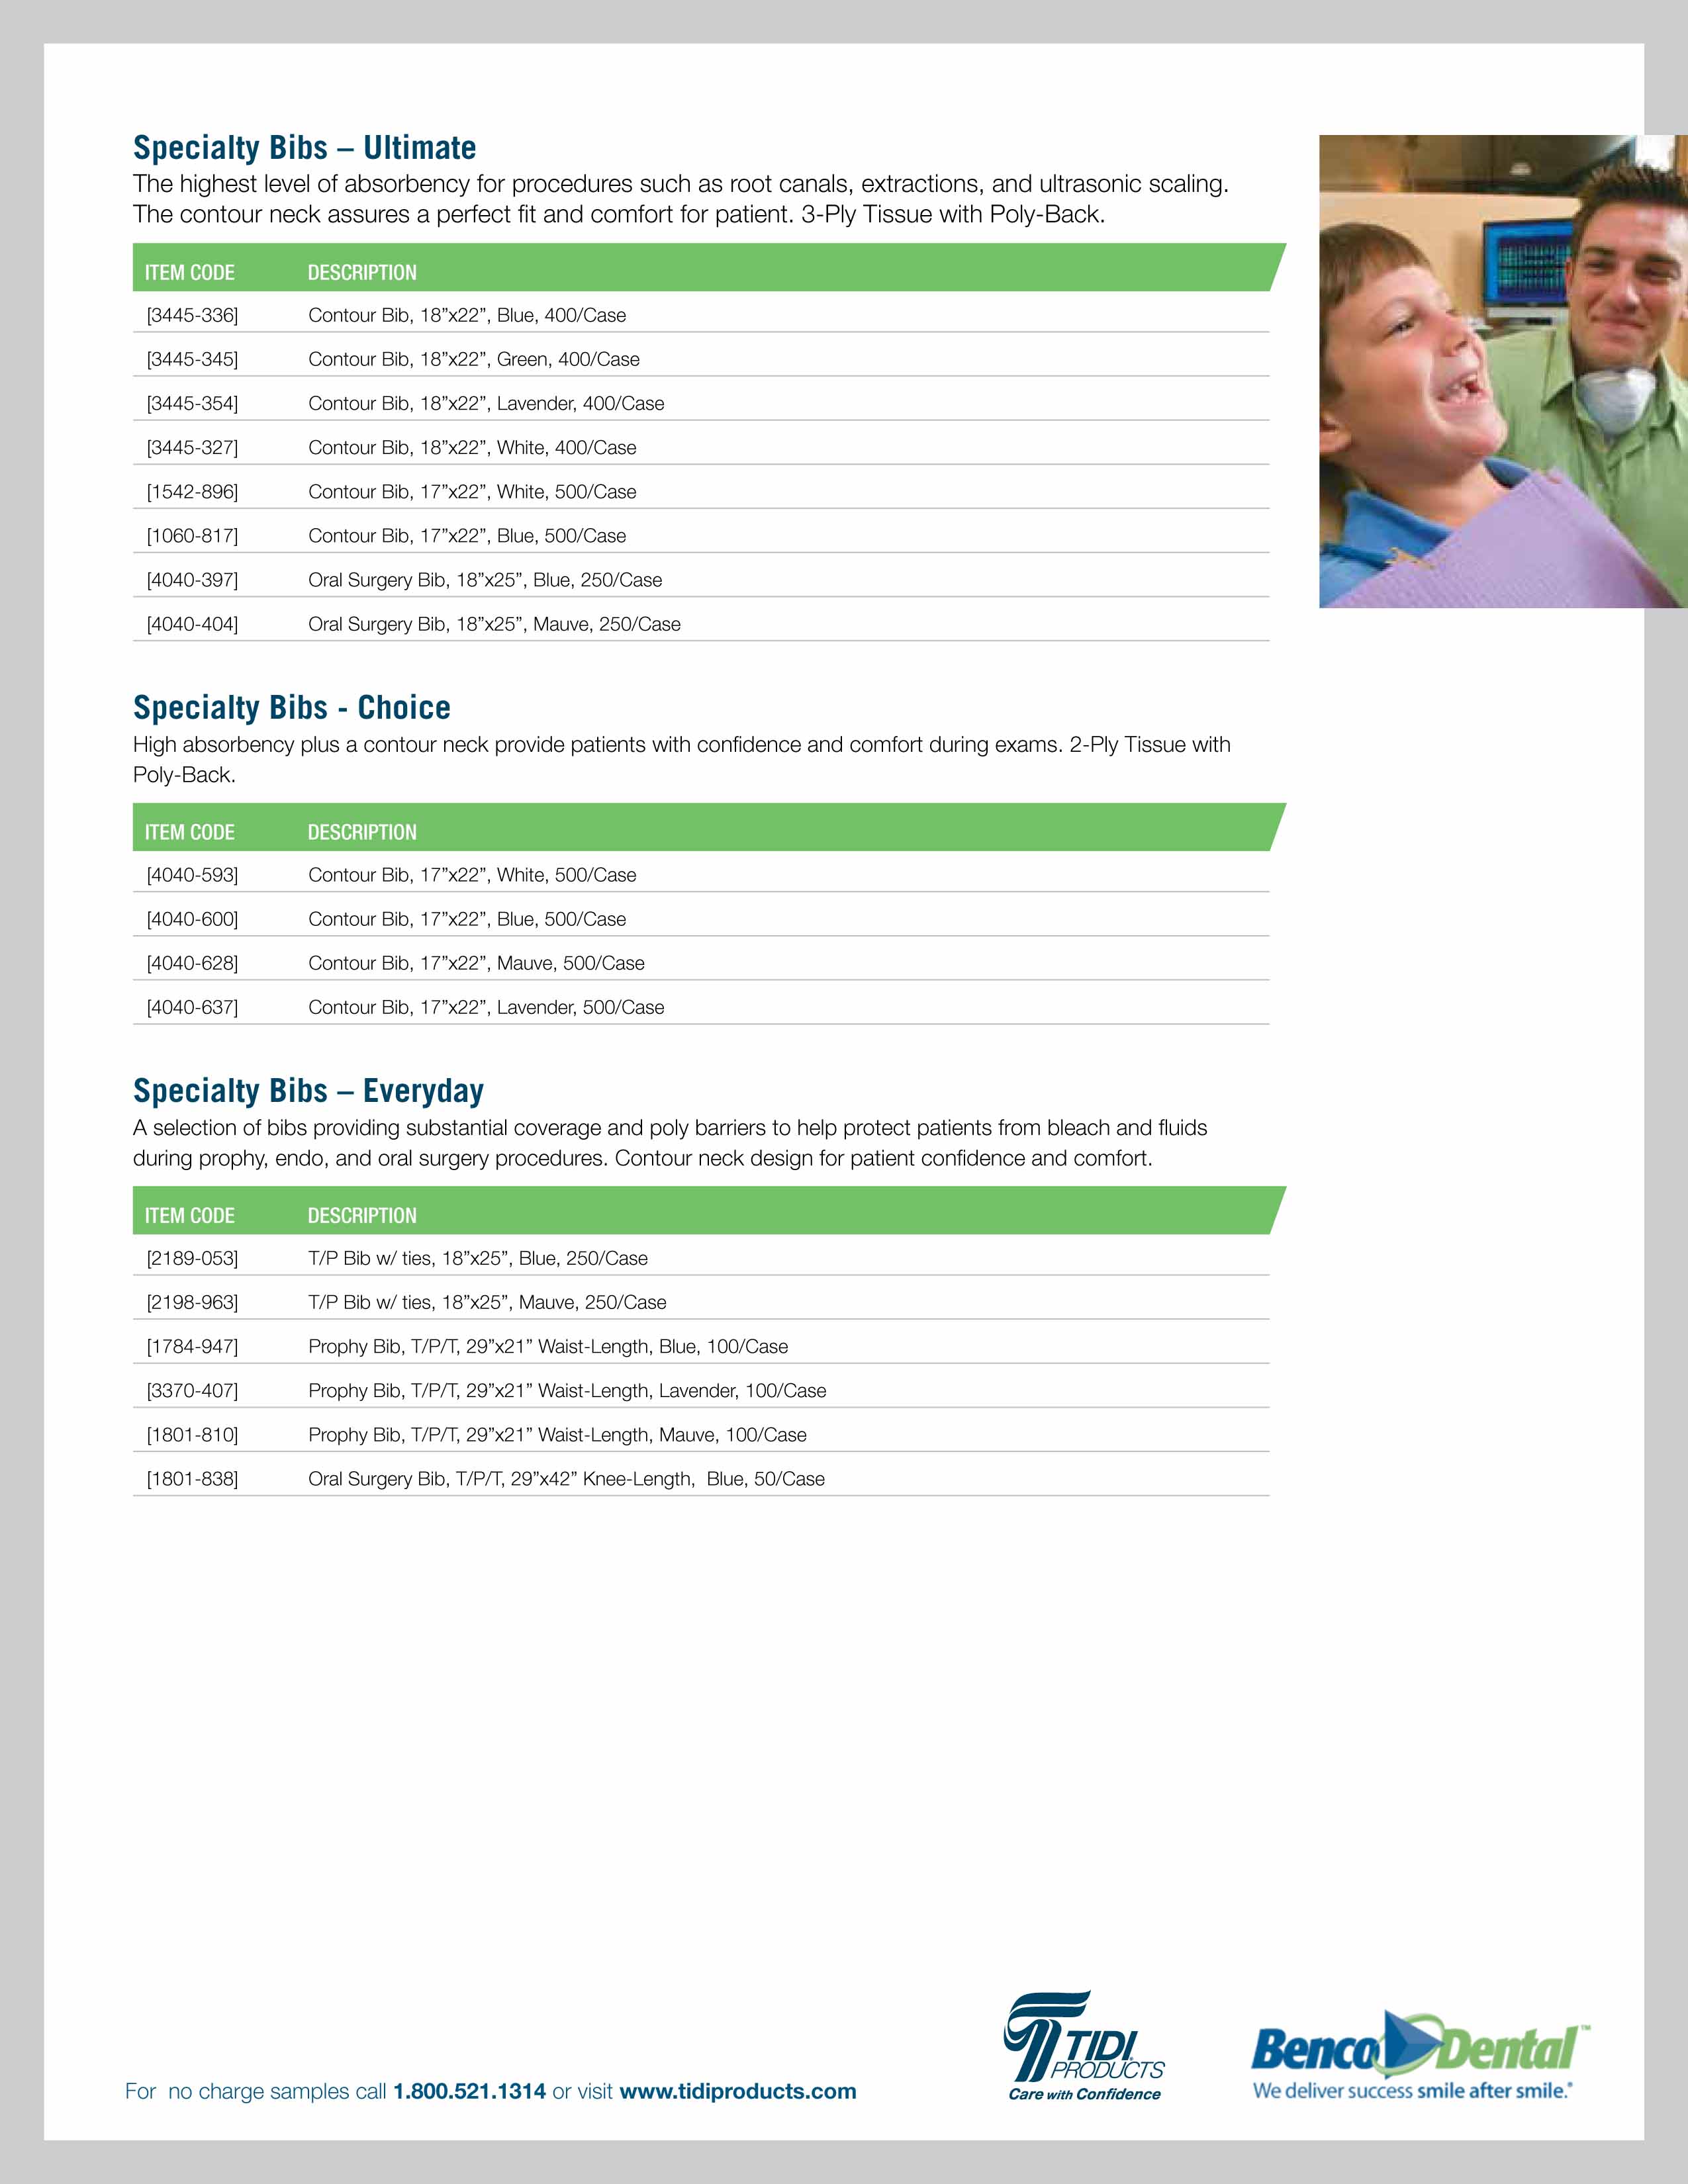 Specialty Bibs – Ultimate
The highest level of absorbency for procedures such as root canals, extractions, and ultrasonic scaling.
The contour neck assures a perfect fit and comfort for patient. 3-Ply Tissue with Poly-Back.
ITEM CODE DESCRIPTION
[3445-336] Contour Bib, 18”x22”, Blue, 400/Case
[3445-345] Contour Bib, 18”x22”, Green, 400/Case
[3445-354] Contour Bib, 18”x22”, Lavender, 400/Case
[3445-327] Contour Bib, 18”x22”, White, 400/Case
[1542-896] Contour Bib, 17”x22”, White, 500/Case
[1060-817] Contour Bib, 17”x22”, Blue, 500/Case
[4040-397] Oral Surgery Bib, 18”x25”, Blue, 250/Case
[4040-404] Oral Surgery Bib, 18”x25”, Mauve, 250/Case
Specialty Bibs - Choice
High absorbency plus a contour neck provide patients with confidence and comfort during exams. 2-Ply Tissue with
Poly-Back.
ITEM CODE DESCRIPTION
[4040-593] Contour Bib, 17”x22”, White, 500/Case
[4040-600] Contour Bib, 17”x22”, Blue, 500/Case
[4040-628] Contour Bib, 17”x22”, Mauve, 500/Case
[4040-637] Contour Bib, 17”x22”, Lavender, 500/Case
Specialty Bibs – Everyday
A selection of bibs providing substantial coverage and poly barriers to help protect patients from bleach and fluids
during prophy, endo, and oral surgery procedures. Contour neck design for patient confidence and comfort.
ITEM CODE DESCRIPTION
[2189-053] T/P Bib w/ ties, 18”x25”, Blue, 250/Case
[2198-963] T/P Bib w/ ties, 18”x25”, Mauve, 250/Case
[1784-947] Prophy Bib, T/P/T, 29”x21” Waist-Length, Blue, 100/Case
[3370-407] Prophy Bib, T/P/T, 29”x21” Waist-Length, Lavender, 100/Case
[1801-810] Prophy Bib, T/P/T, 29”x21” Waist-Length, Mauve, 100/Case
[1801-838] Oral Surgery Bib, T/P/T, 29”x42” Knee-Length, Blue, 50/Case
For no charge samples call 1.800.521.1314 or visit www.tidiproducts.com
TIDI
PRODUCTS
Care with Confidence
Benco Dental™
We deliver success smile after smile.®